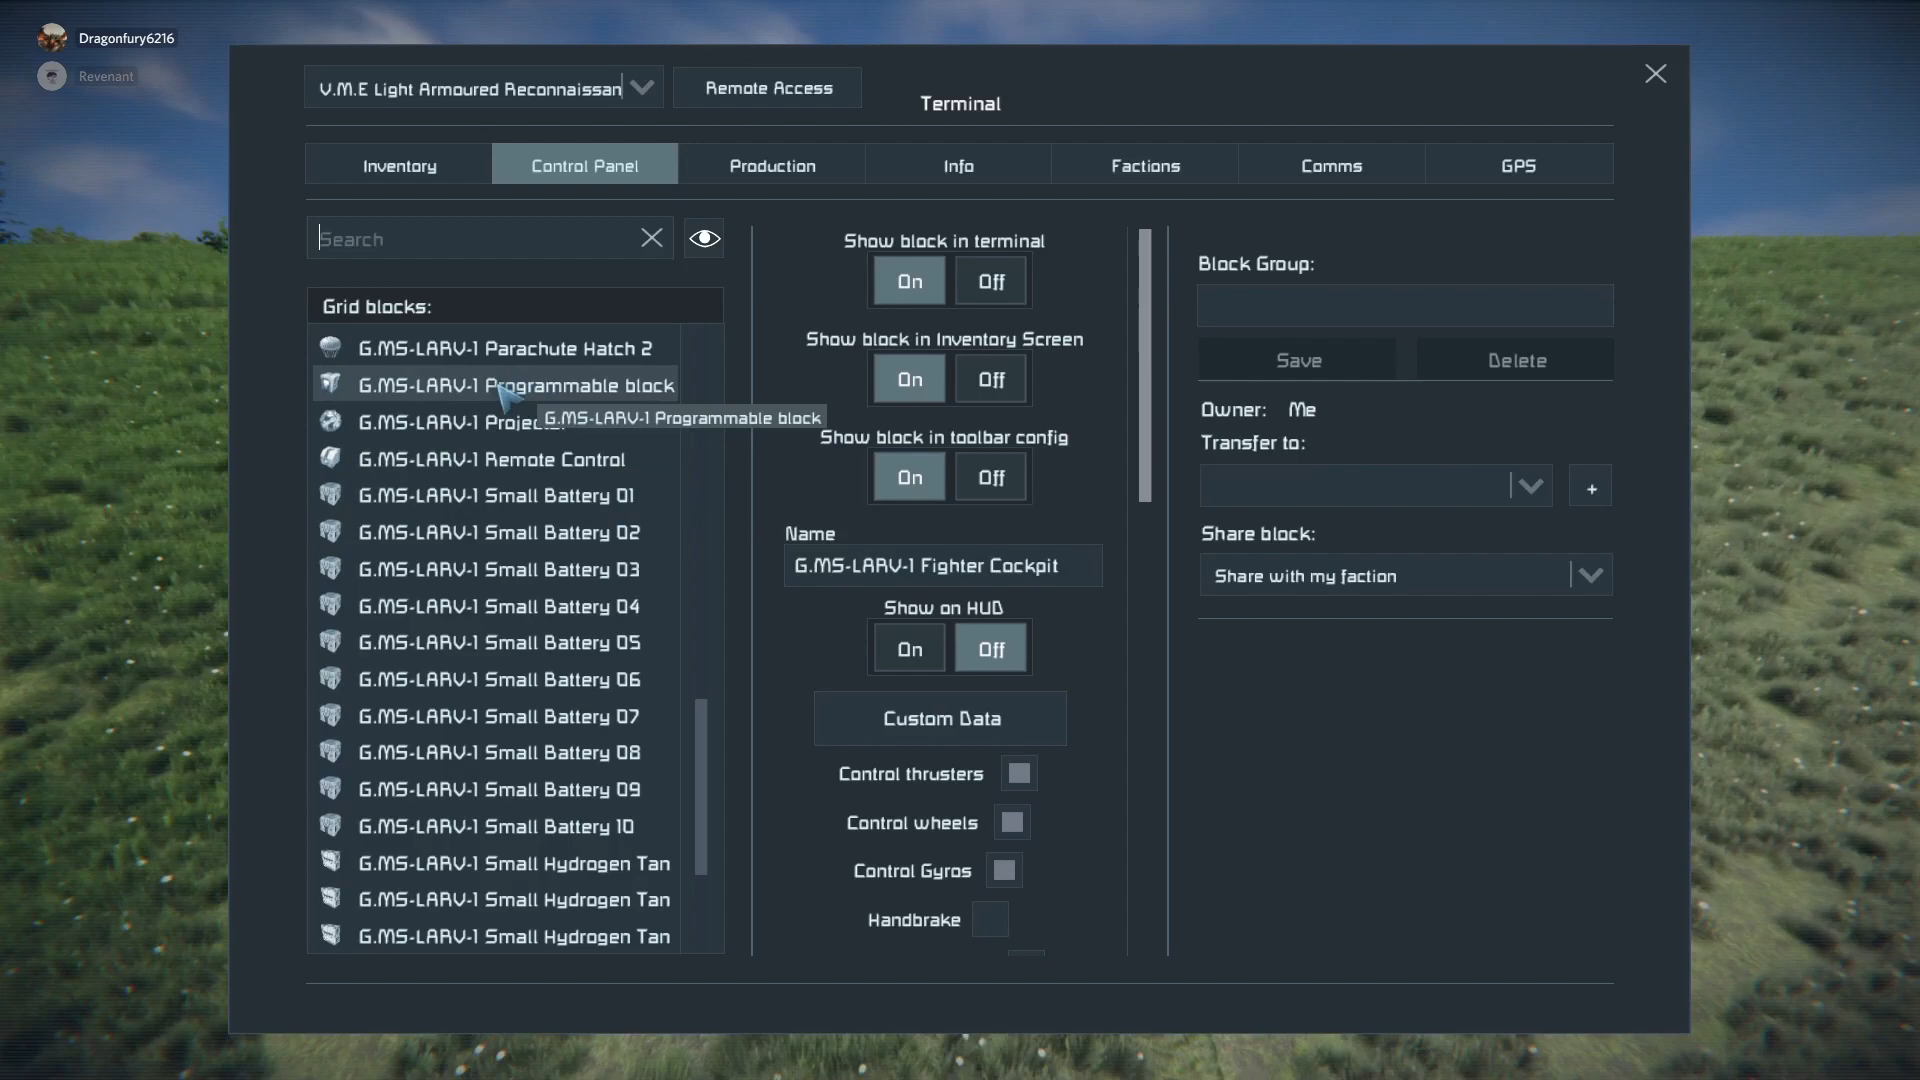 Dragonfury6216
Revenant
V.M.E Light Armoured Reconnaissan
Remote Access
Terminal
Inventory
Control Panel
Production
Info
Factions
Comms
GPS
Search
Grid blocks:
G.MS-LARV-1 Parachute Hatch 2
G.MS-LARV-1 Programmable block
G.MS-LARV-1 Projec
G.MS-LARV-1 Programmable block
G.MS-LARV-1 Remote Control
G.MS-LARV-1 Small Battery 01
G.MS-LARV-1 Small Battery 02
G.MS-LARV-1 Small Battery 03
G.MS-LARV-1 Small Battery 04
G.MS-LARV-1 Small Battery 05
G.MS-LARV-1 Small Battery 06
G.MS-LARV-1 Small Battery 07
G.MS-LARV-1 Small Battery 08
G.MS-LARV-1 Small Battery 09
G.MS-LARV-1 Small Battery 10
G.MS-LARV-1 Small Hydrogen Tan
G.MS-LARV-1 Small Hydrogen Tan
G.MS-LARV-1 Small Hydrogen Tan
Show block in terminal
On Off
Show block in Inventory Screen
On Off
Show block in toolbar config
On Off
Name
G.MS-LARV-1 Fighter Cockpit
Show on HUD
On Off
Custom Data
Control thrusters
Control wheels
Control Gyros
Handbrake
Block Group:
Save
Delete
Owner: Me
Transfer to:
+
Share block:
Share with my faction